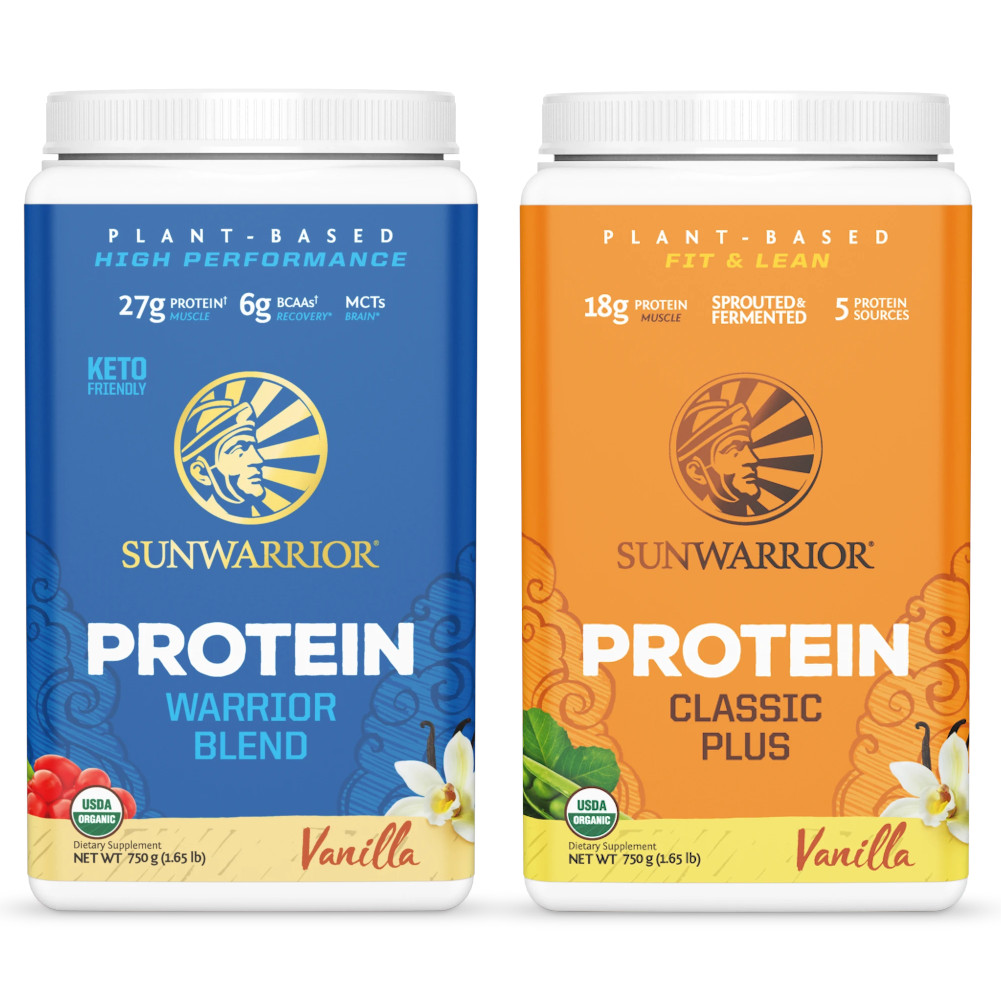 PLANT-BASED
HIGH PERFORMANCE
27g PROTEIN† MUSCLE 6g BCAAs† RECOVERY* MCTs BRAIN*
KETO
FRIENDLY
SUNWARRIOR®
PROTEIN
WARRIOR
BLEND
USDA
ORGANIC
Dietary Supplement
NET WT 750 g (1.65 lb)
Vanilla
PLANT-BASED
FIT & LEAN
18g PROTEIN MUSCLE SPROUTED & FERMENTED 5 PROTEIN SOURCES
SUNWARRIOR®
PROTEIN
CLASSIC
PLUS
USDA
ORGANIC
Dietary Supplement
NET WT 750 g (1.65 lb)
Vanilla